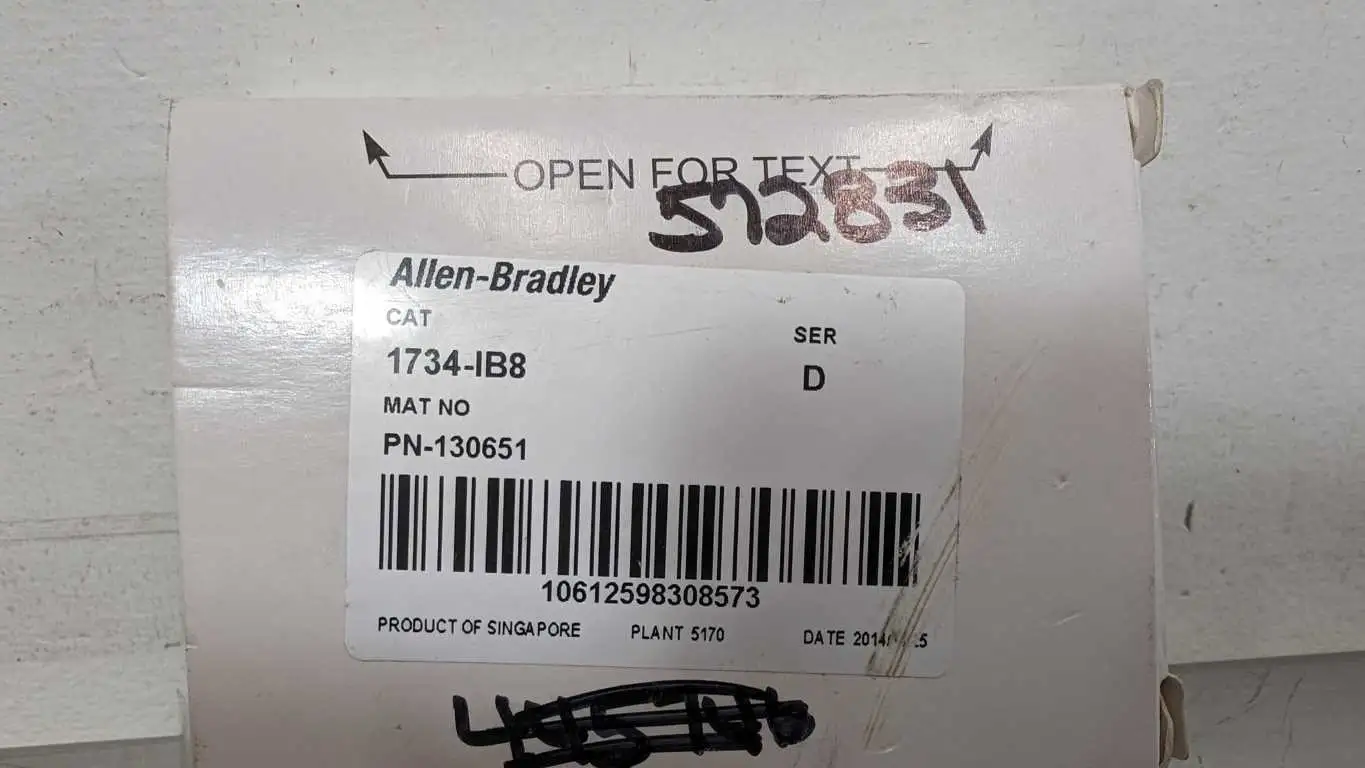 OPEN FOR TEXT
572831
Allen-Bradley
CAT
SER
1734-IB8
D
MAT NO
PN-130651
10612598308573
PRODUCT OF SINGAPORE PLANT 5170 DATE